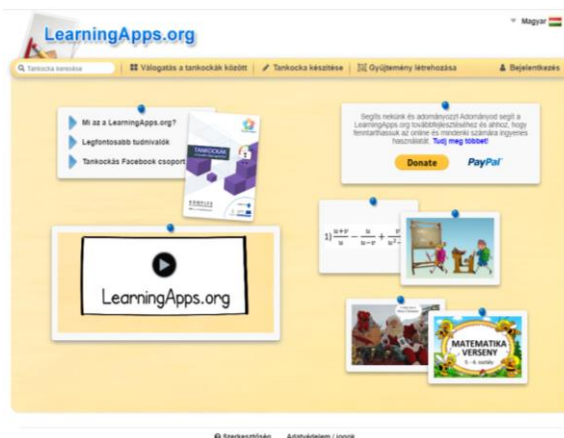 Magyar
LearningApps.org
Tankocka keresése
Válogatás a tankockák között
Tankocka készítése
Gyűjtemény létrehozása
Bejelentkezés
Mi az a LearningApps.org?
Legfontosabb tudnivalók
Tankockás Facebook csoport
TANKOCKÁK
Segíts nekünk és adományozz! Adományod segít a
LearningApps.org továbbfejlesztéséhez és ahhoz, hogy
fenntarthassuk az online és mindenki számára ingyenes
használatát. Tudj meg többet!
Donate
PayPal
1)
LearningApps.org
MATEMATIKA
VERSENY
Szerkesztőség
Adatvédelem / jogok